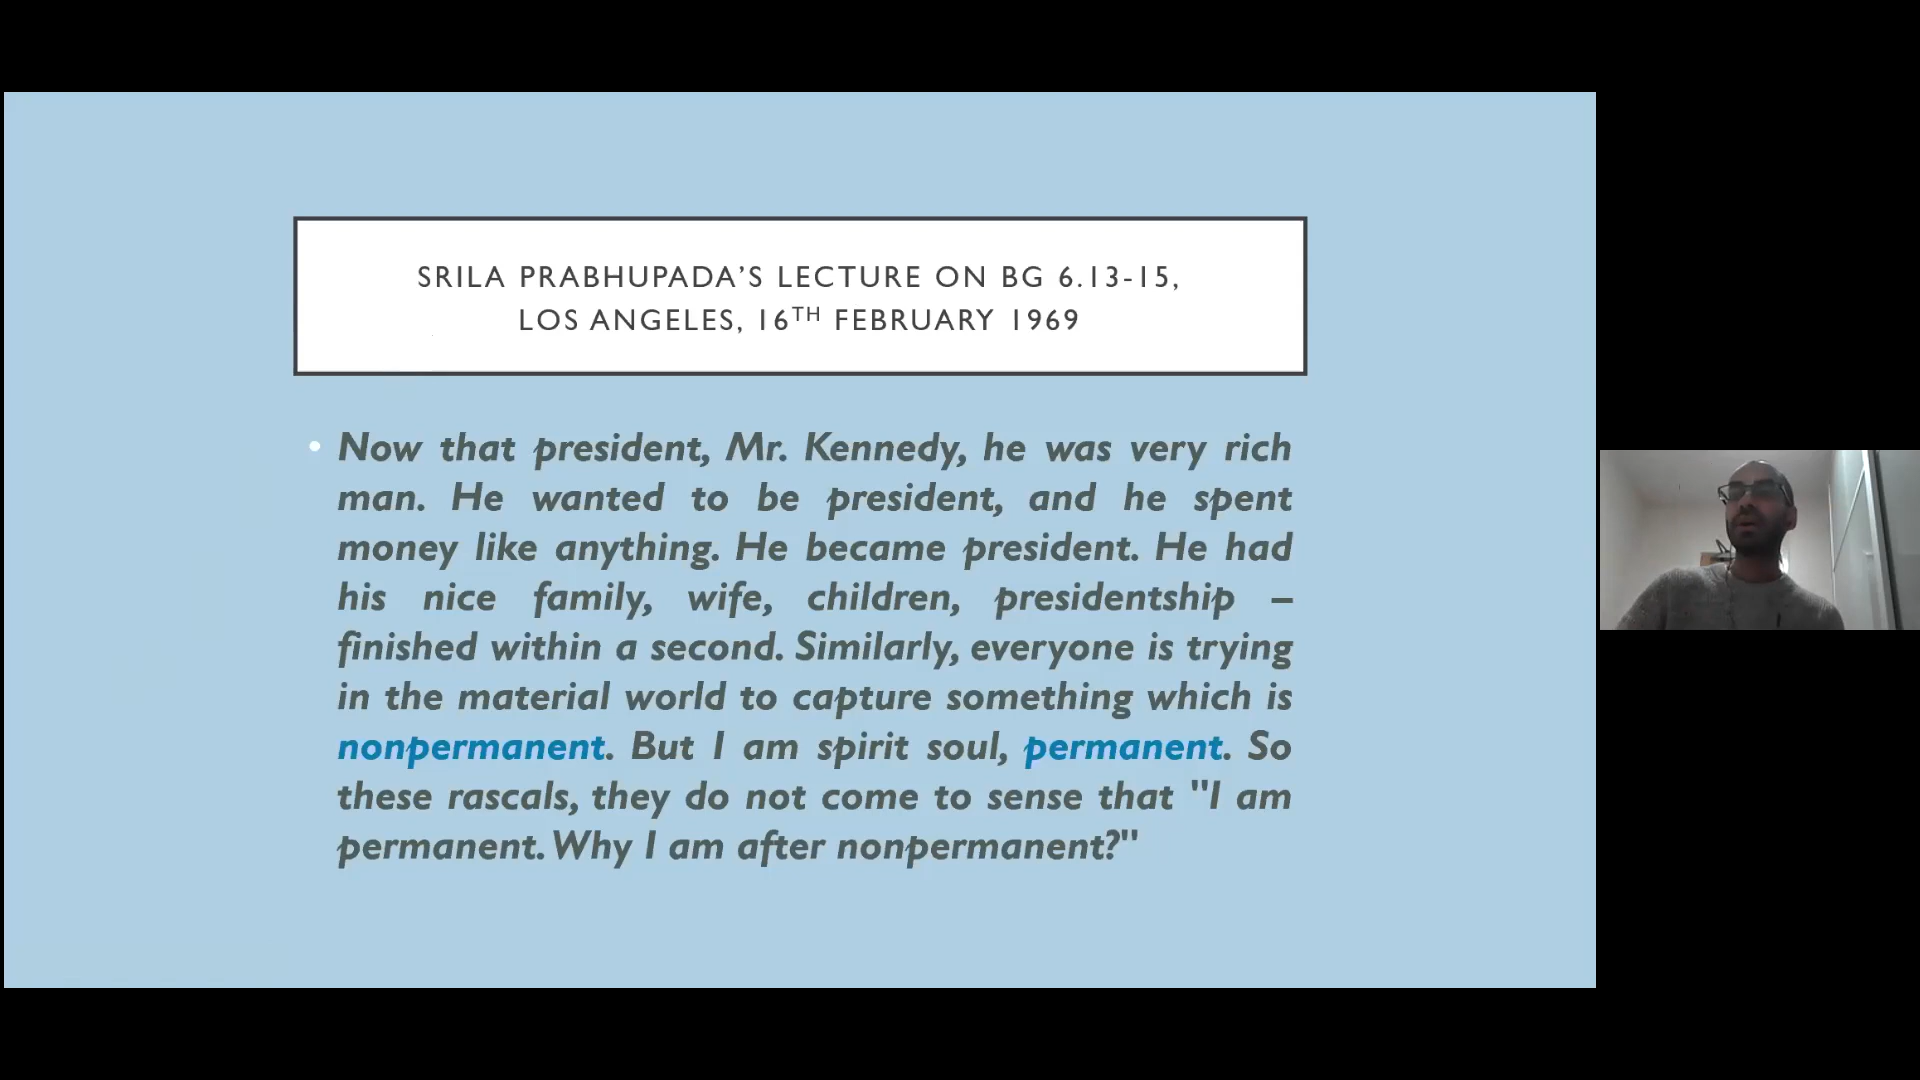 SRILA PRABHUPADA’S LECTURE ON BG 6.13-15,
LOS ANGELES, 16TH FEBRUARY 1969
• Now that president, Mr. Kennedy, he was very rich
man. He wanted to be president, and he spent
money like anything. He became president. He had
his nice family, wife, children, presidentship –
finished within a second. Similarly, everyone is trying
in the material world to capture something which is
nonpermanent. But I am spirit soul, permanent. So
these rascals, they do not come to sense that "I am
permanent. Why I am after nonpermanent?"